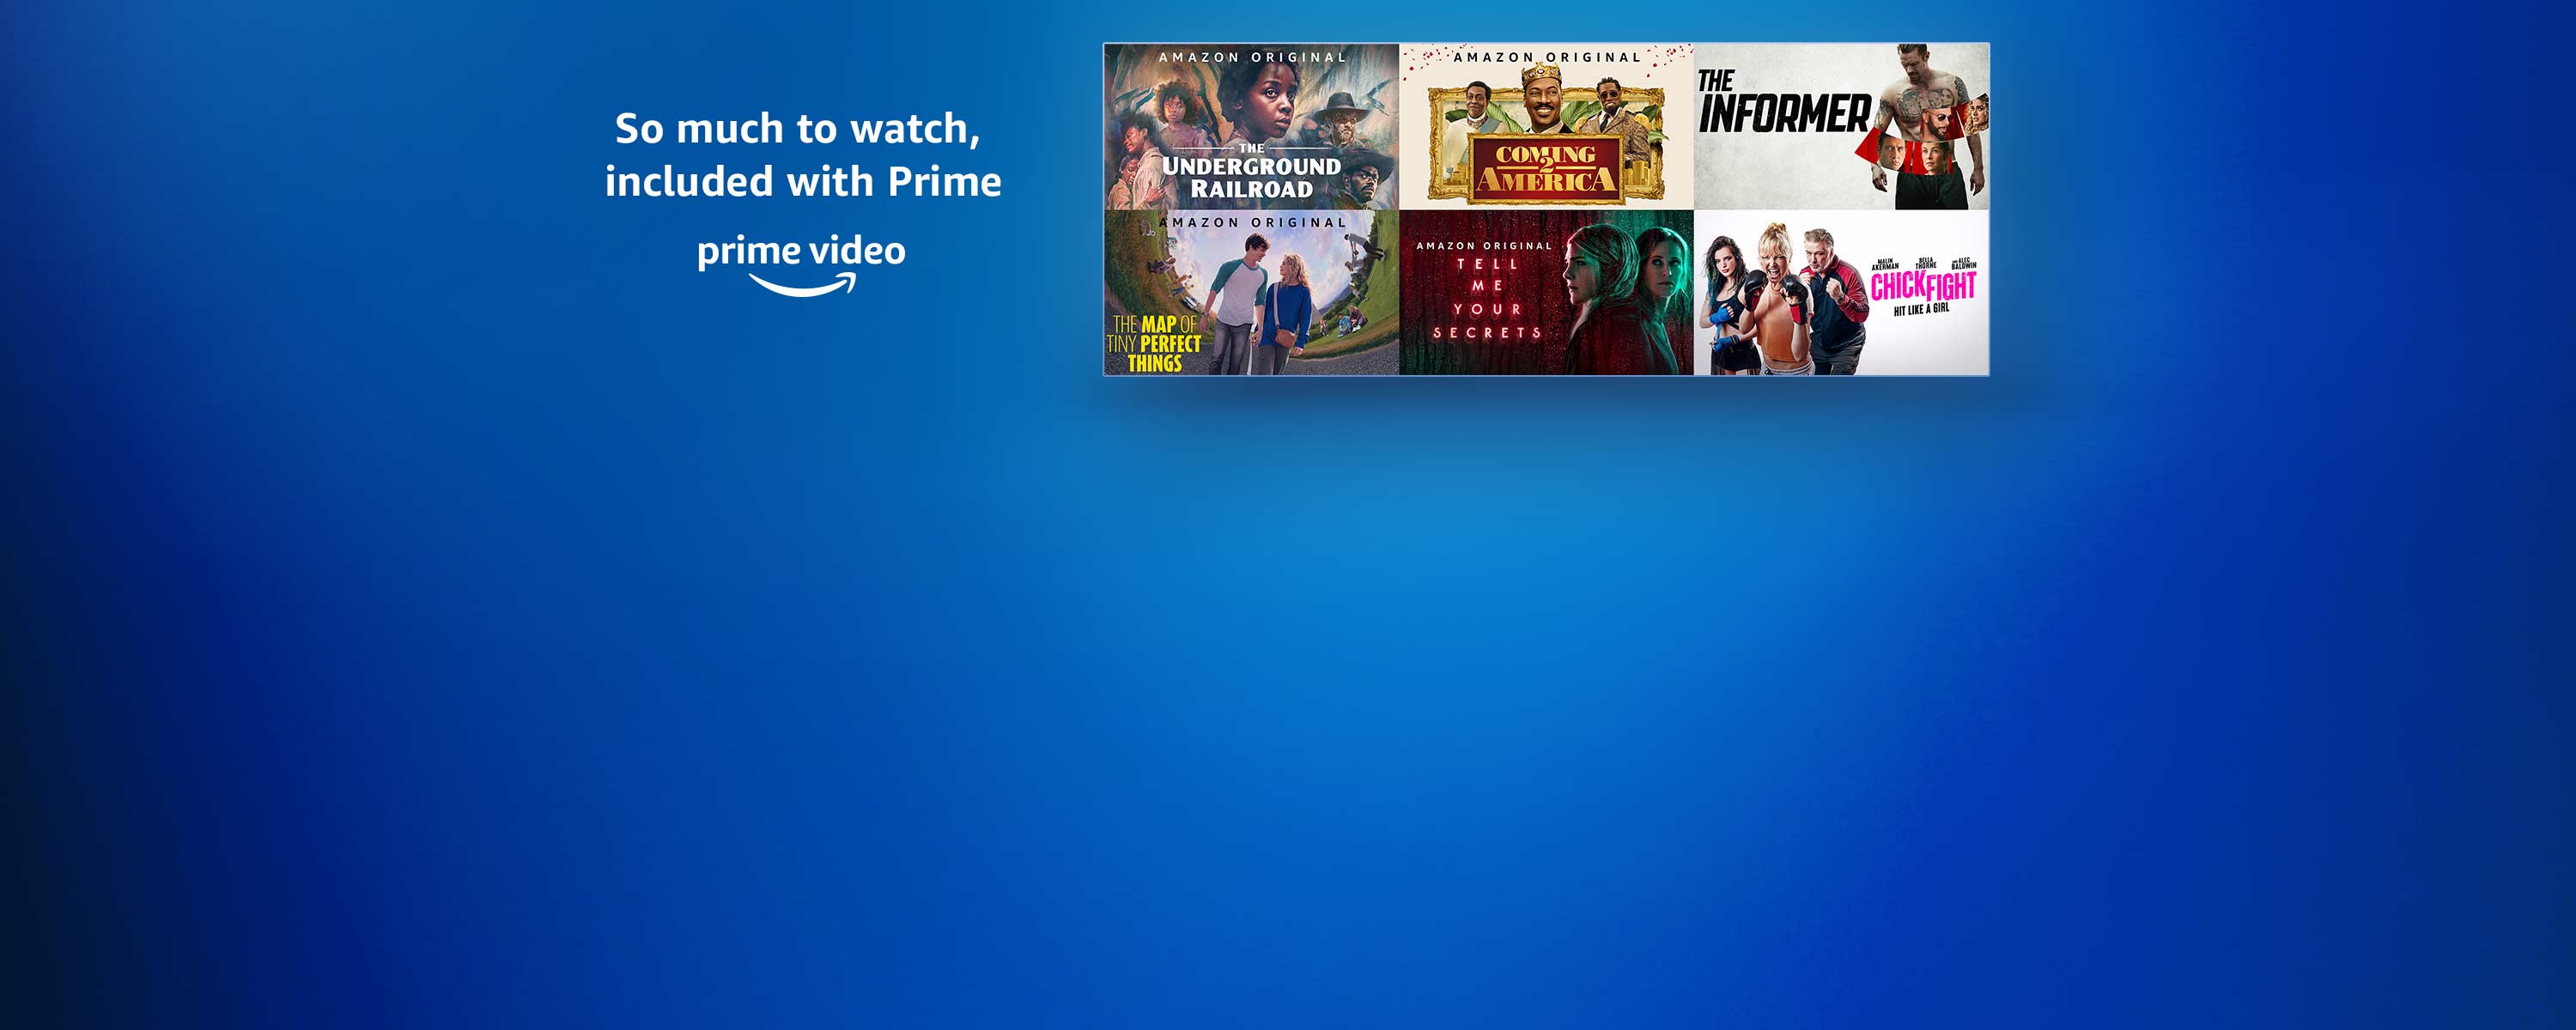 So much to watch,
included with Prime
prime video
AMAZON ORIGINAL
THE
UNDERGROUND
RAILROAD
AMAZON ORIGINAL
COMING
2
AMERICA
THE
INFORMER
AMAZON ORIGINAL
THE MAP OF
TINY PERFECT
THINGS
AMAZON ORIGINAL
TELL
ME
YOUR
SECRETS
MALIN AKERMAN
BELLA THORNE
AND ALEC BALDWIN
CHICK FIGHT
HIT LIKE A GIRL